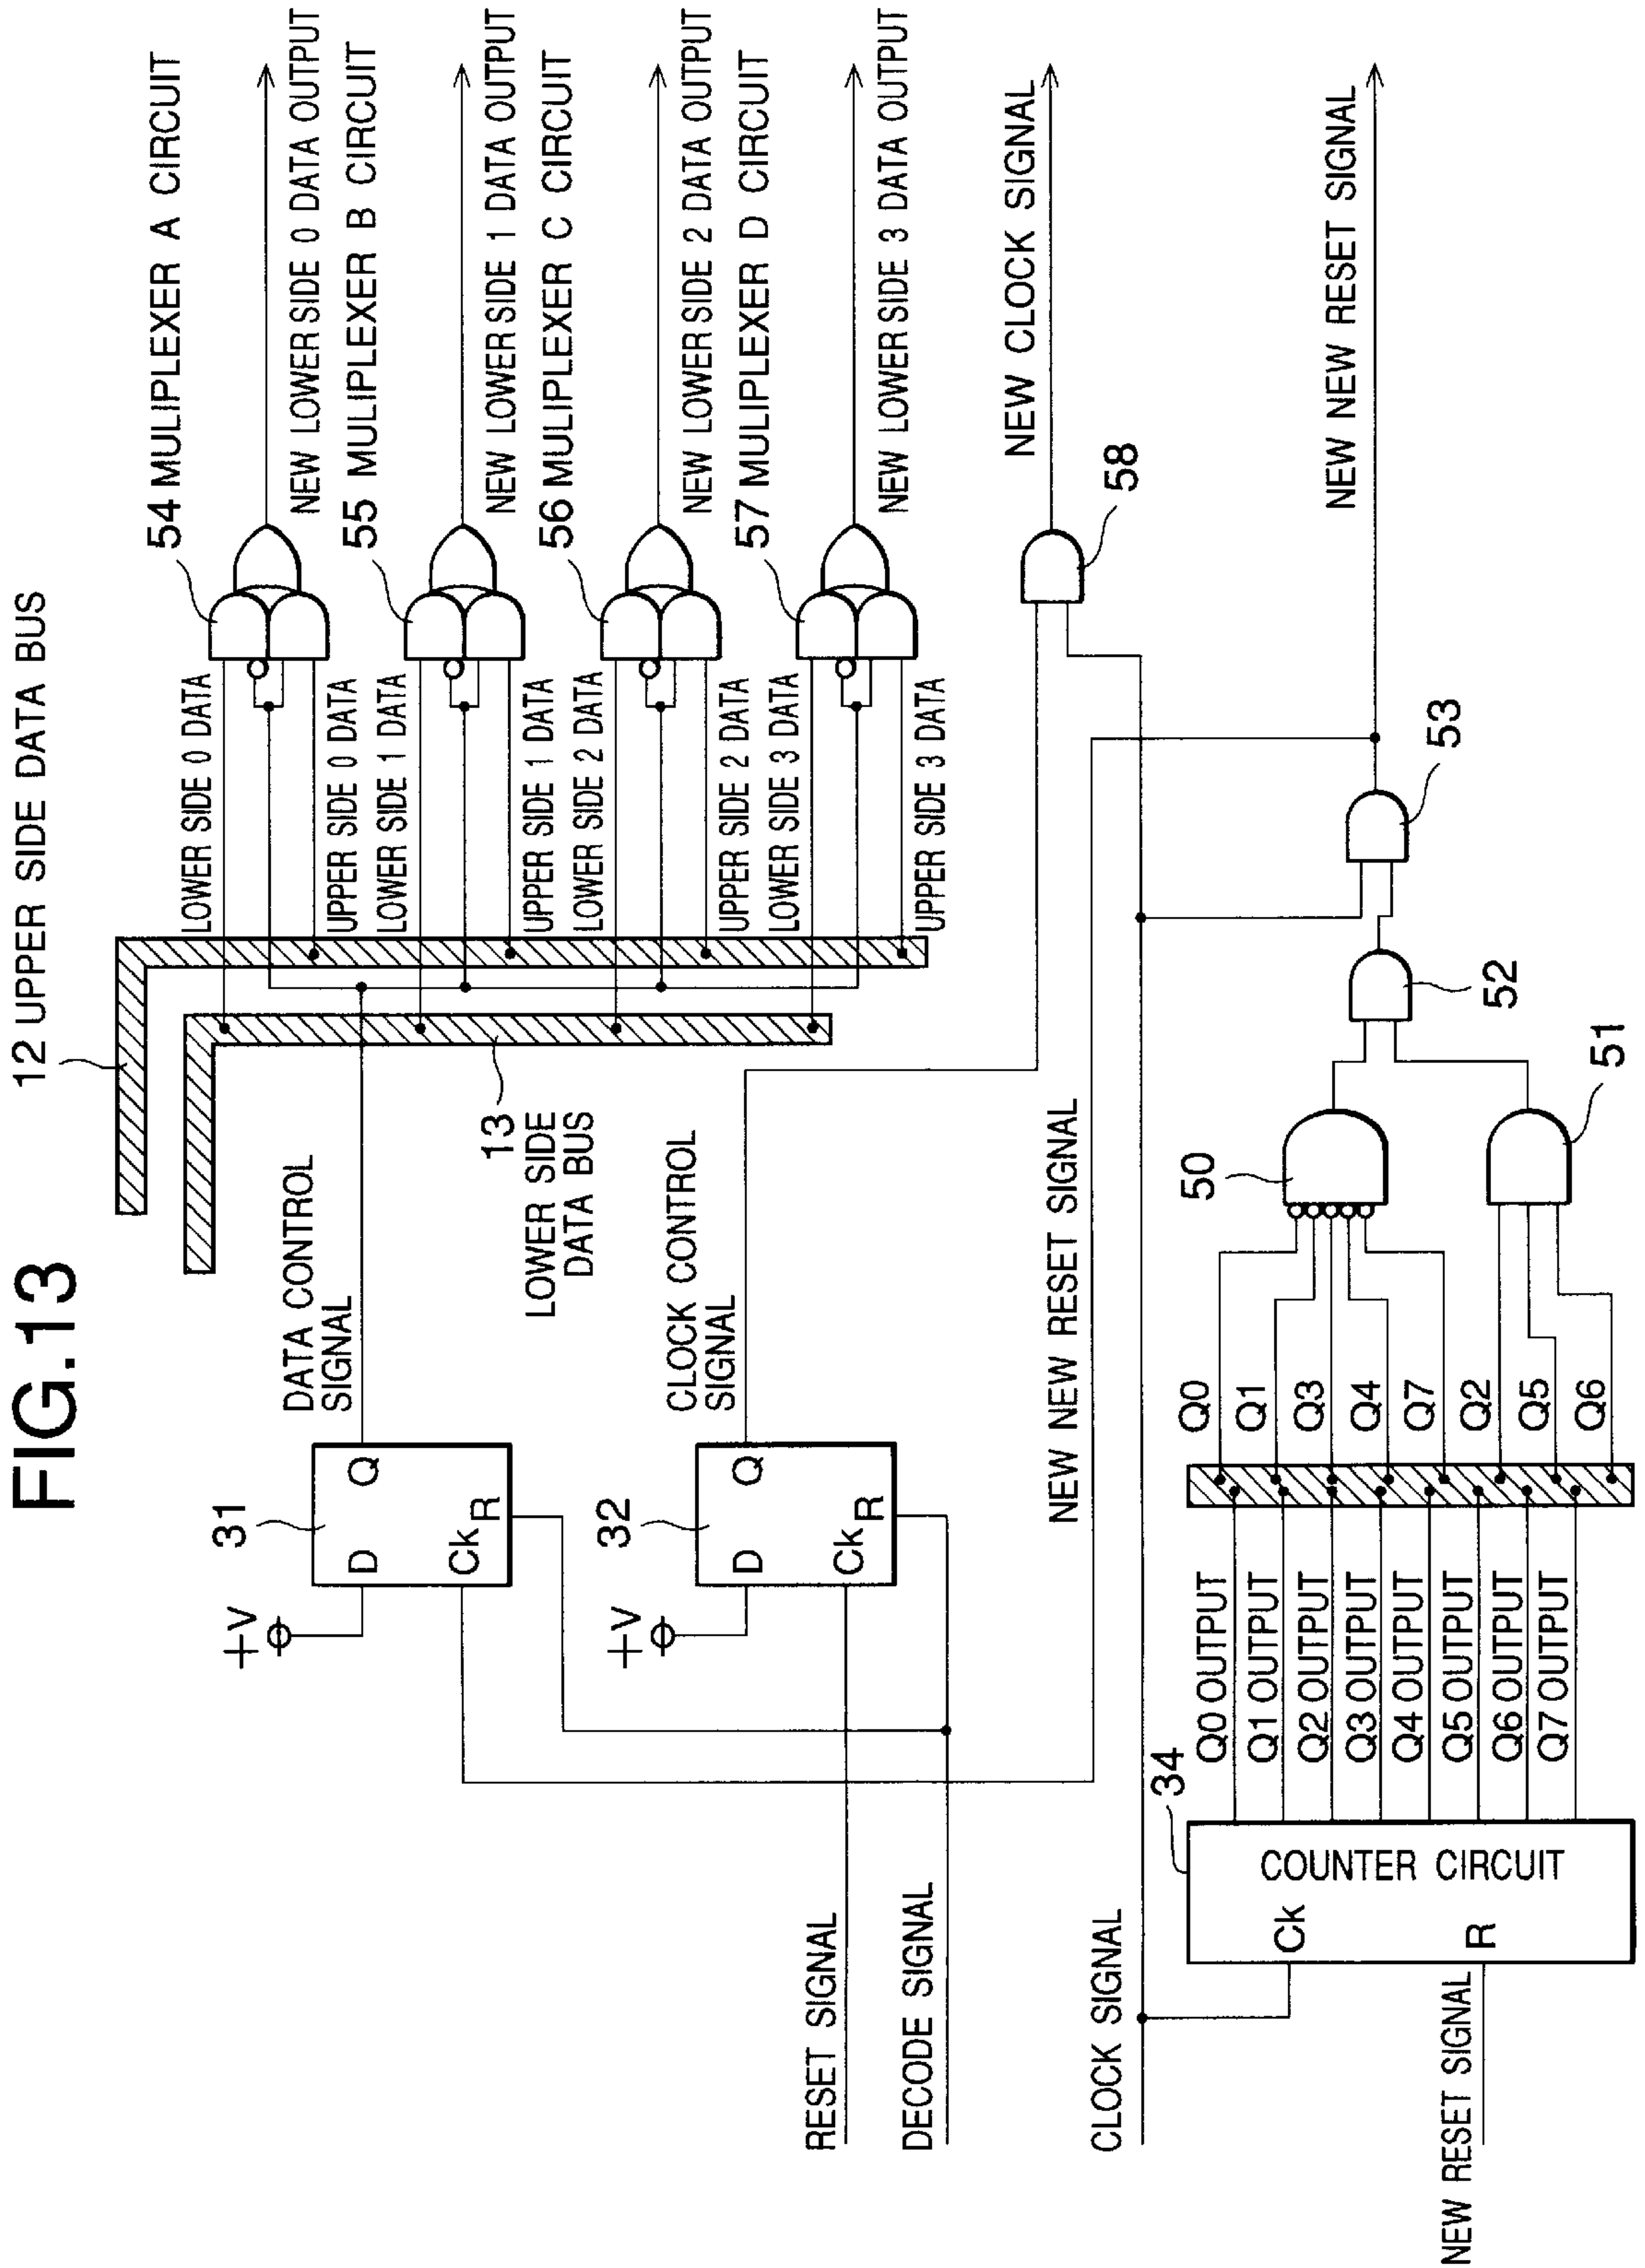 FIG.13
12 UPPER SIDE DATA BUS
54 MULIPLEXER A CIRCUIT
LOWER SIDE 0 DATA
NEW LOWER SIDE 0 DATA OUTPUT
UPPER SIDE 0 DATA
55 MULIPLEXER B CIRCUIT
LOWER SIDE 1 DATA
NEW LOWER SIDE 1 DATA OUTPUT
UPPER SIDE 1 DATA
56 MULIPLEXER C CIRCUIT
LOWER SIDE 2 DATA
NEW LOWER SIDE 2 DATA OUTPUT
UPPER SIDE 2 DATA
57 MULIPLEXER D CIRCUIT
LOWER SIDE 3 DATA
NEW LOWER SIDE 3 DATA OUTPUT
UPPER SIDE 3 DATA
31
+V
D
Q
Ck
R
DATA CONTROL
SIGNAL
13
LOWER SIDE
DATA BUS
32
+V
D
Q
Ck
R
CLOCK CONTROL
SIGNAL
RESET SIGNAL
DECODE SIGNAL
NEW CLOCK SIGNAL
58
NEW NEW RESET SIGNAL
CLOCK SIGNAL
NEW NEW RESET SIGNAL
53
52
34
COUNTER CIRCUIT
Ck
R
NEW RESET SIGNAL
Q0 OUTPUT
Q1 OUTPUT
Q2 OUTPUT
Q3 OUTPUT
Q4 OUTPUT
Q5 OUTPUT
Q6 OUTPUT
Q7 OUTPUT
Q0
Q1
Q3
Q4
Q7
Q2
Q5
Q6
50
51